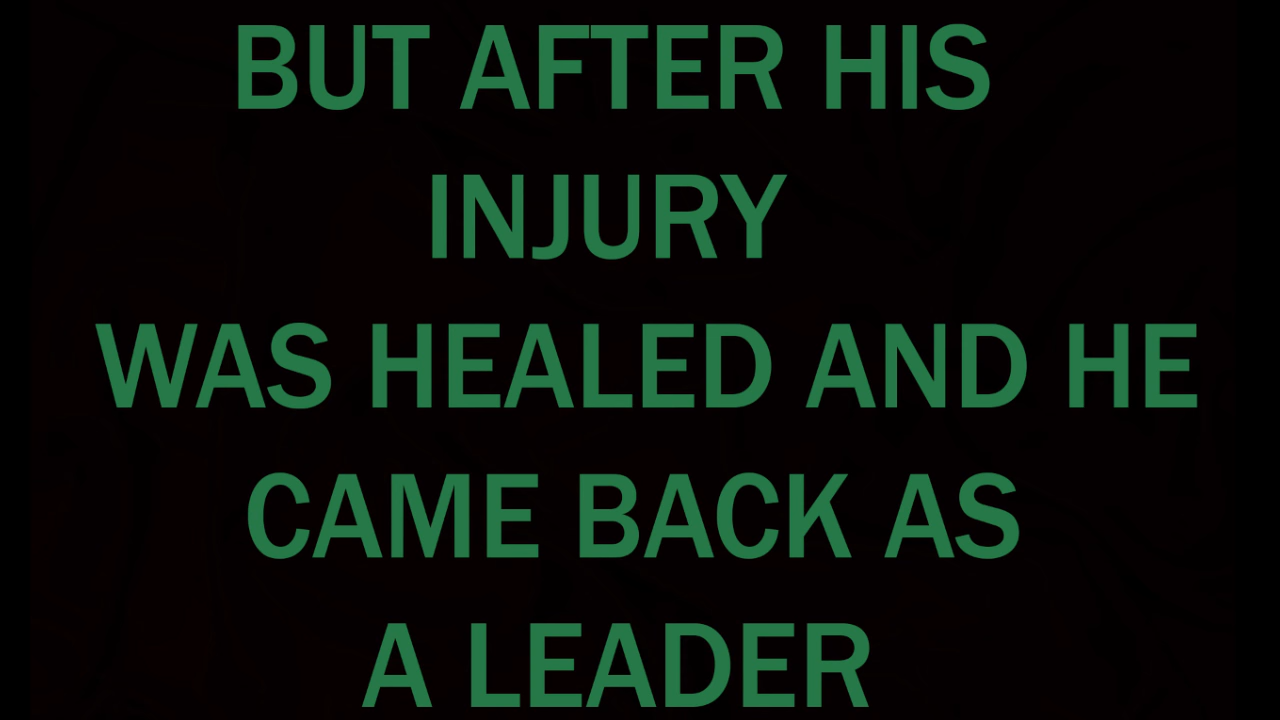 BUT AFTER HIS
INJURY
WAS HEALED AND HE
CAME BACK AS
A LEADER